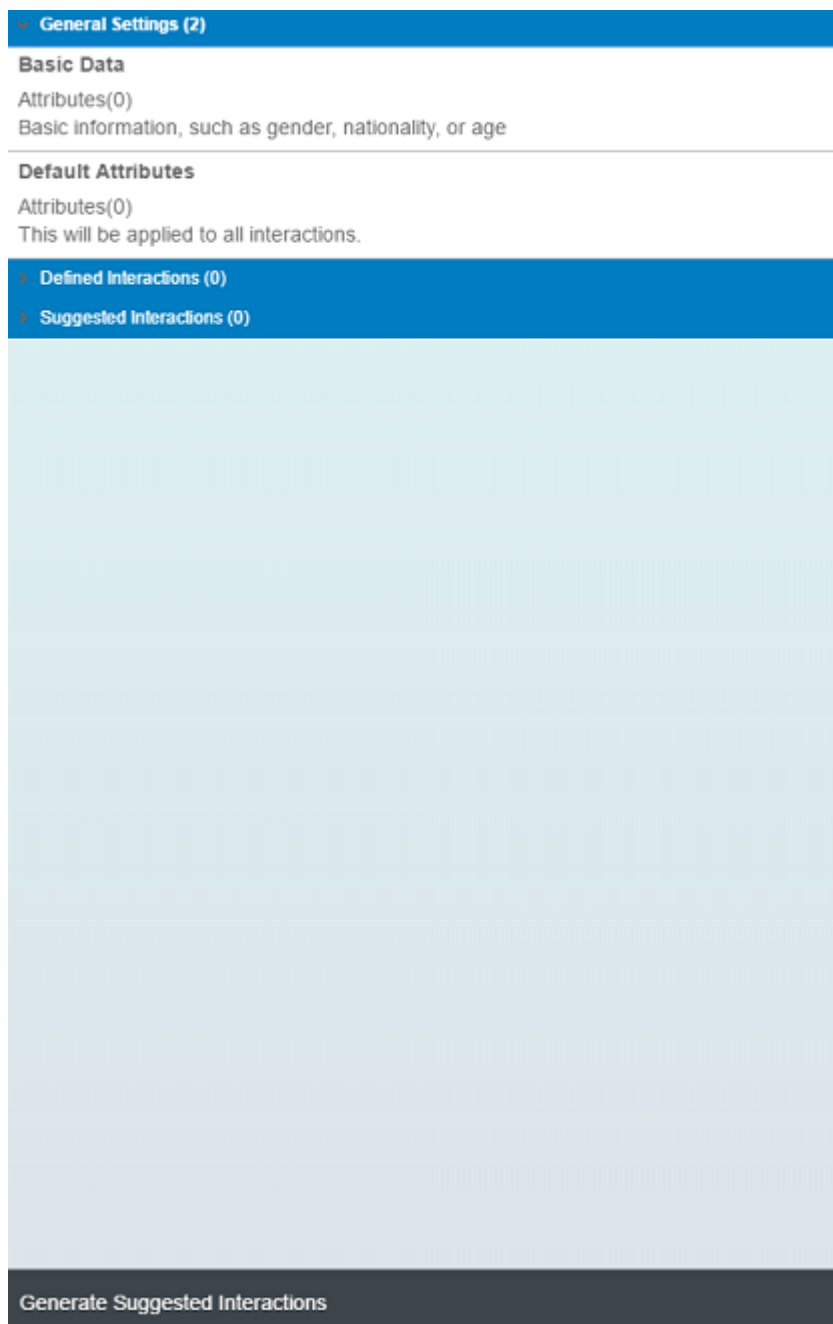 General Settings (2)
Basic Data
Attributes(0)
Basic information, such as gender, nationality, or age
Default Attributes
Attributes(0)
This will be applied to all interactions.
Defined Interactions (0)
Suggested Interactions (0)
Generate Suggested Interactions